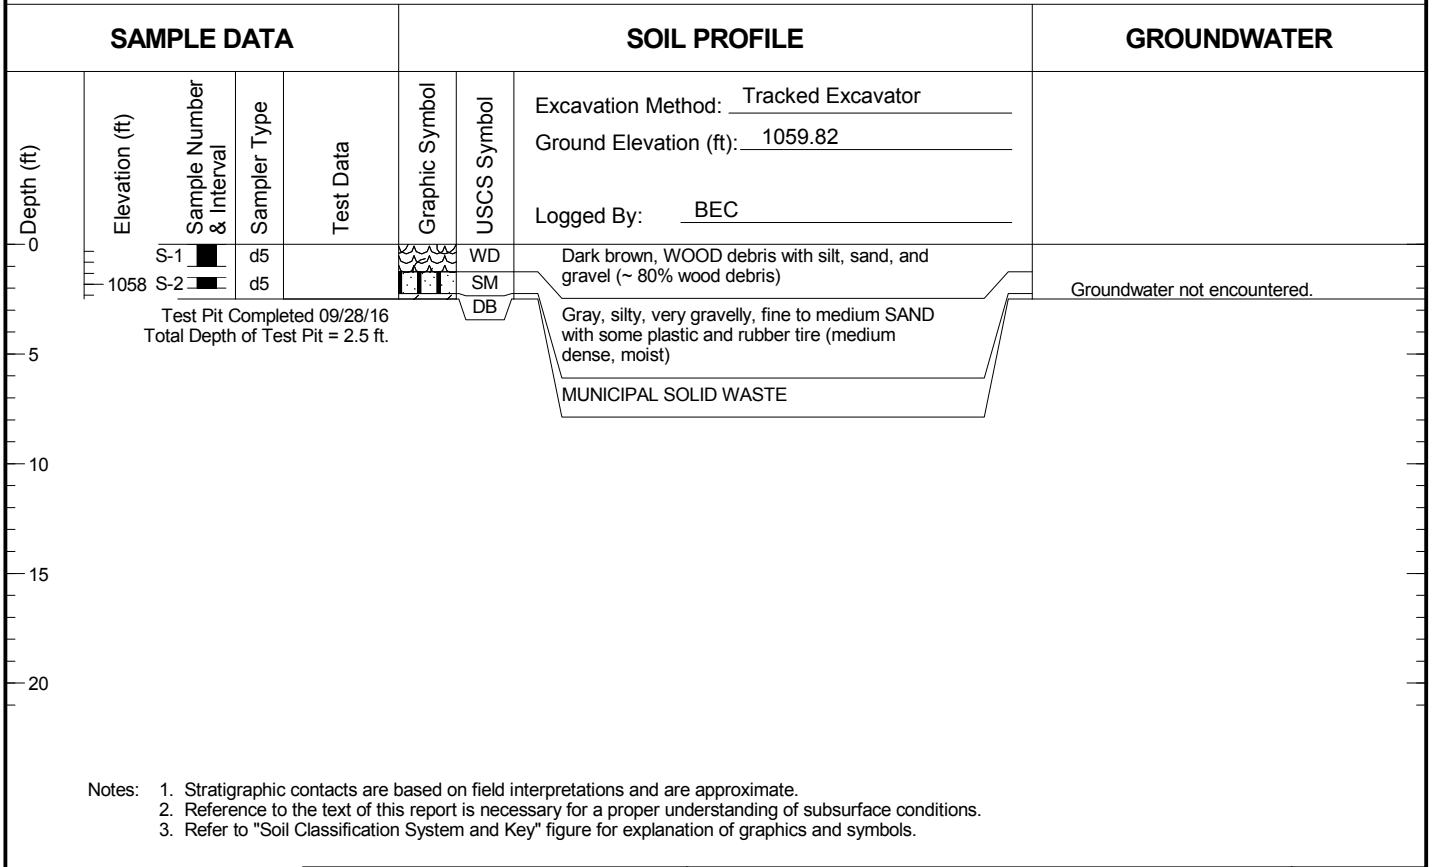 SAMPLE DATA
SOIL PROFILE
GROUNDWATER
Depth (ft)
Elevation (ft)
Sample Number
& Interval
Sampler Type
Test Data
Graphic Symbol
USCS Symbol
Excavation Method: Tracked Excavator
Ground Elevation (ft): 1059.82
Logged By: BEC
0
S-1
d5
WD
Dark brown, WOOD debris with silt, sand, and
gravel (~ 80% wood debris)
1058
S-2
d5
SM
Groundwater not encountered.
DB
Test Pit Completed 09/28/16
Total Depth of Test Pit = 2.5 ft.
Gray, silty, very gravelly, fine to medium SAND
with some plastic and rubber tire (medium
dense, moist)
5
MUNICIPAL SOLID WASTE
10
15
20
Notes: 1. Stratigraphic contacts are based on field interpretations and are approximate.
2. Reference to the text of this report is necessary for a proper understanding of subsurface conditions.
3. Refer to "Soil Classification System and Key" figure for explanation of graphics and symbols.